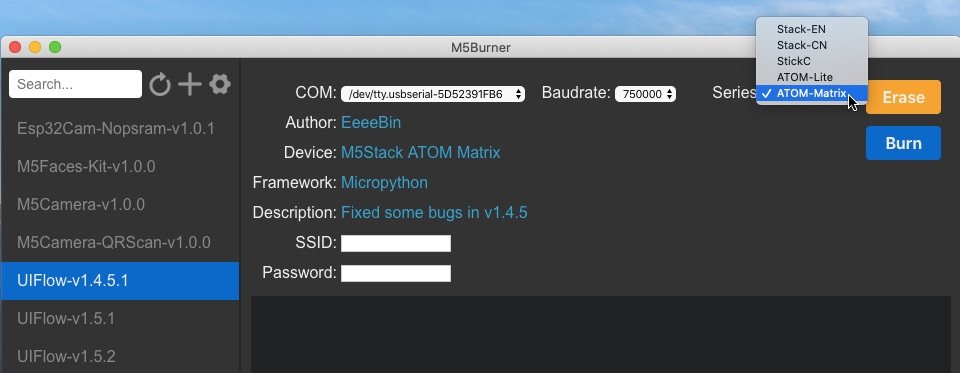 M5Burner
Stack-EN
Stack-CN
StickC
ATOM-Lite
✓ ATOM-Matrix
Search...
COM: /dev/tty.usbserial-5D52391FB6 Baudrate: 750000 Series
Erase
Author: EeeeBin
Burn
Device: M5Stack ATOM Matrix
Framework: Micropython
Description: Fixed some bugs in v1.4.5
SSID:
Password:
Esp32Cam-Nopsram-v1.0.1
M5Faces-Kit-v1.0.0
M5Camera-v1.0.0
M5Camera-QRScan-v1.0.0
UIFlow-v1.4.5.1
UIFlow-v1.5.1
UIFlow-v1.5.2